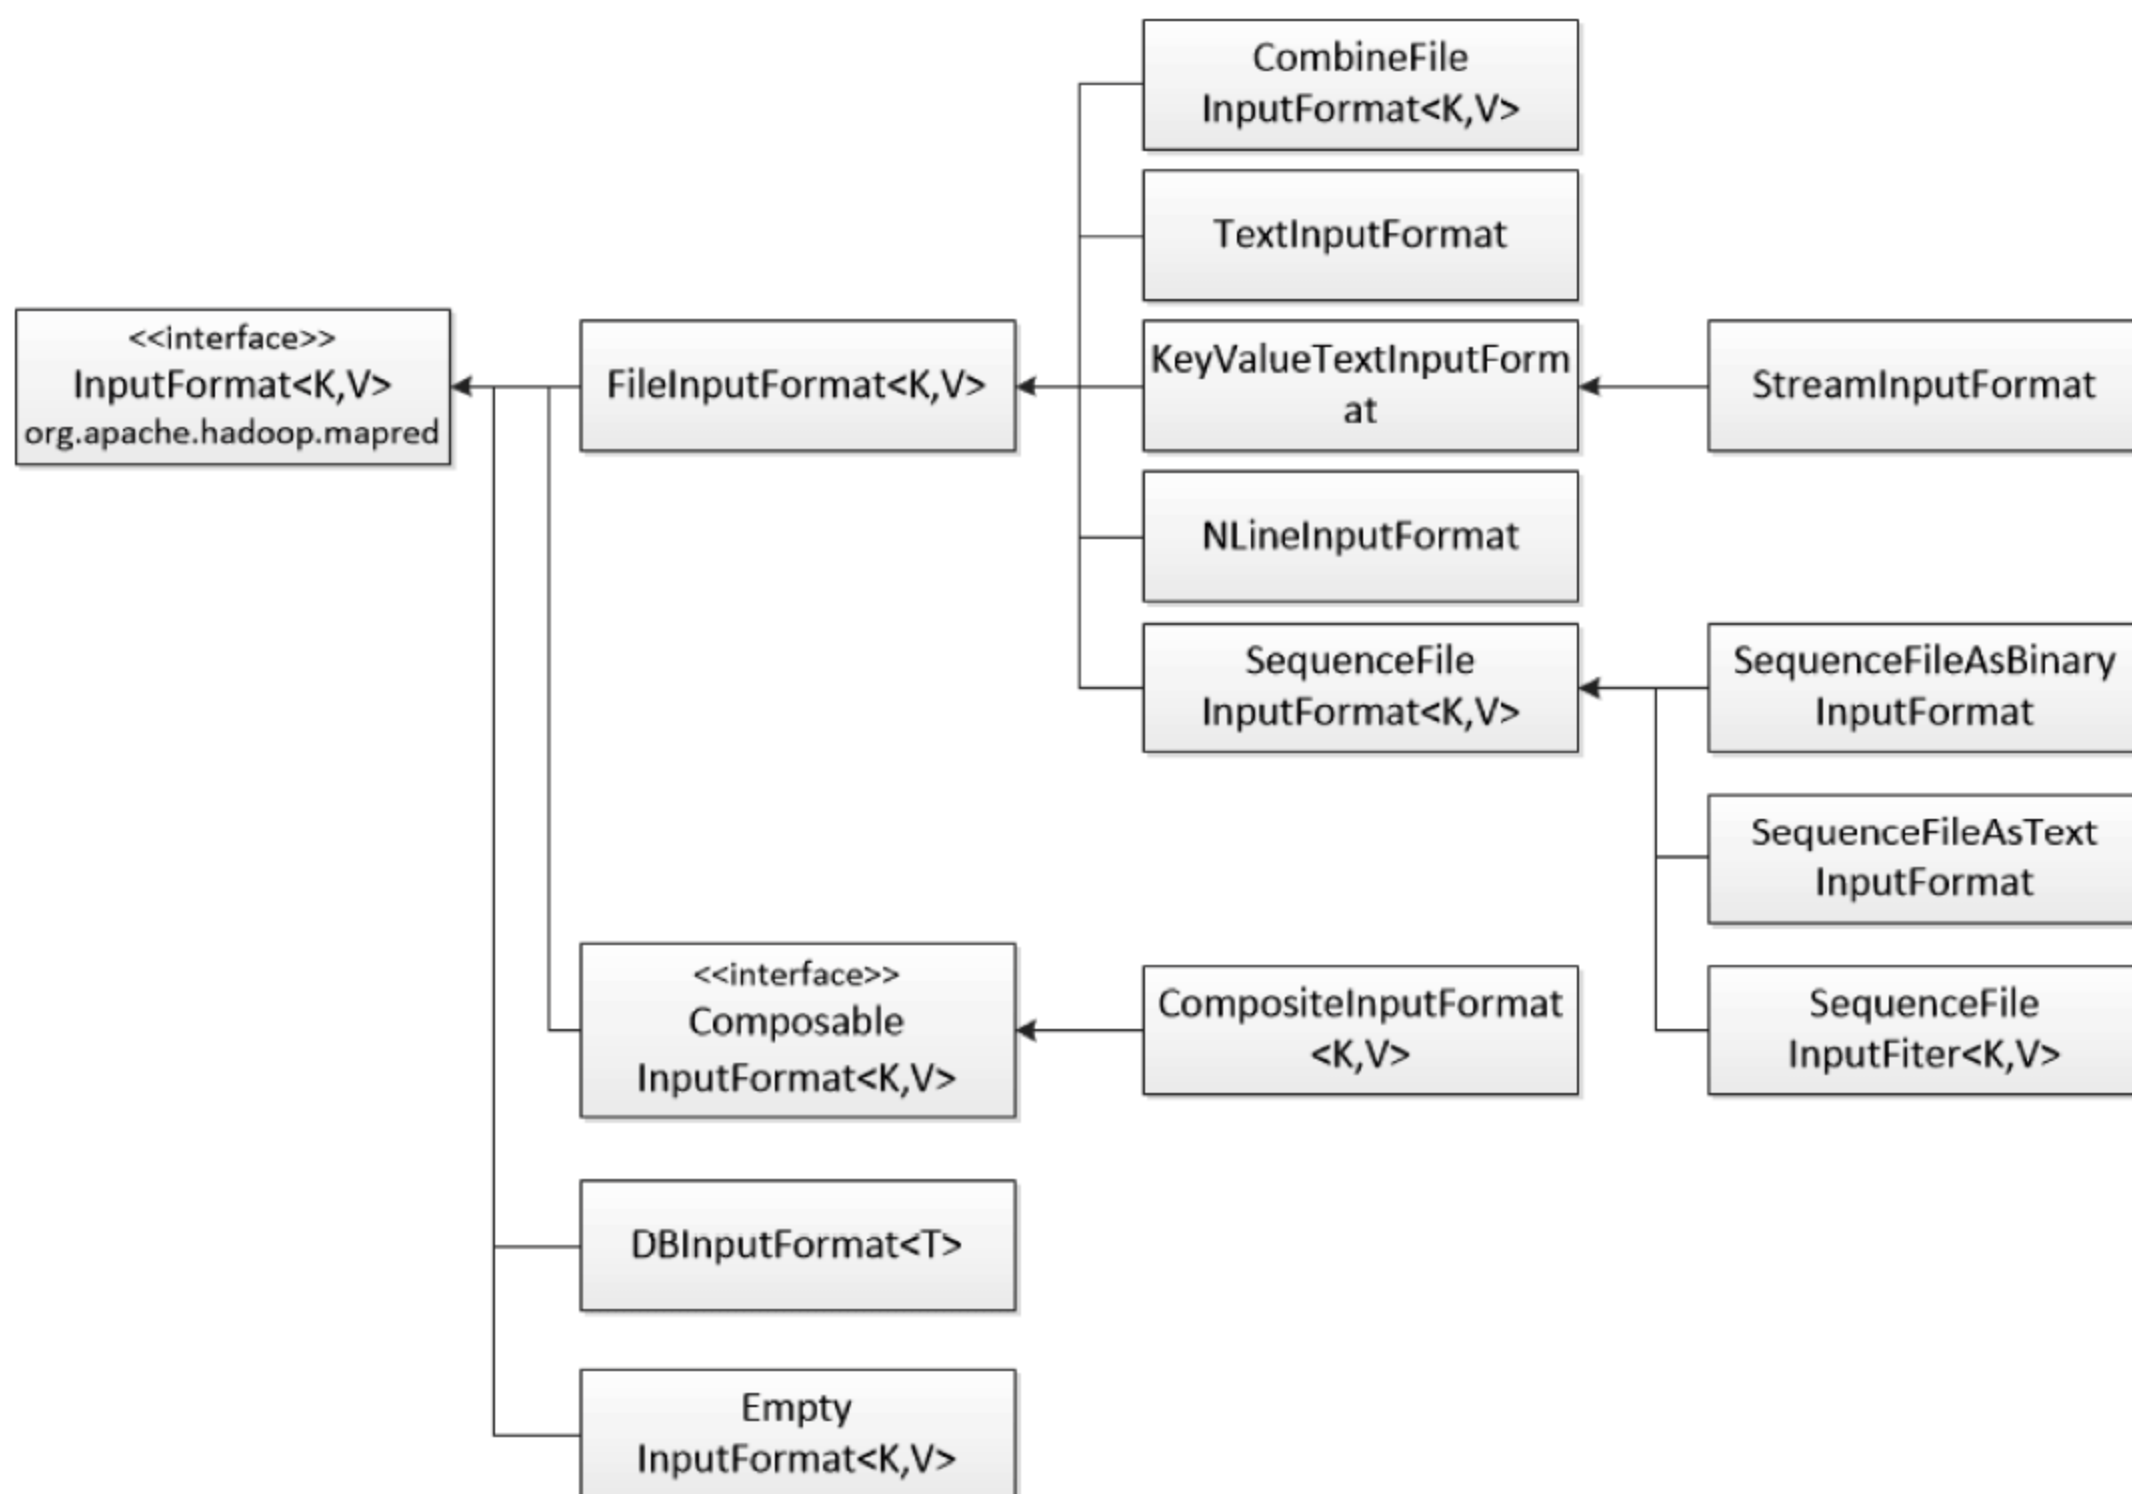 CombineFile
InputFormat<K,V>
TextInputFormat
<<interface>>
InputFormat<K,V>
org.apache.hadoop.mapred
FileInputFormat<K,V>
KeyValueTextInputForm
at
StreamInputFormat
NLineInputFormat
SequenceFile
InputFormat<K,V>
SequenceFileAsBinary
InputFormat
SequenceFileAsText
InputFormat
<<interface>>
Composable
InputFormat<K,V>
CompositeInputFormat
<K,V>
SequenceFile
InputFiter<K,V>
DBInputFormat<T>
Empty
InputFormat<K,V>